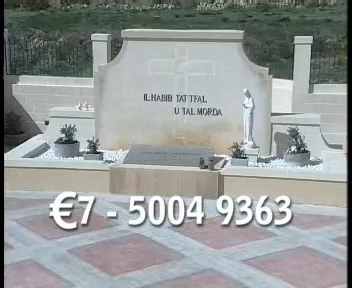 IL-HABIB TAT-TFAL
U TAL-MORDA
€7 - 5004 9363